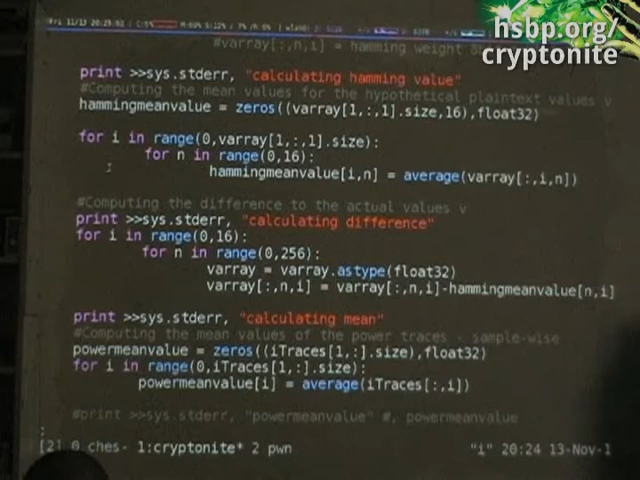 hsbp.org/
cryptonite
#varray[:,n,i] = hamming weight
print >>sys.stderr, "calculating hamming value"
#Computing the mean values for the hypothetical plaintext values v
hammingmeanvalue = zeros((varray[1,:,1].size,16),float32)
for i in range(0,varray[1,:,1].size):
for n in range(0,16):
hammingmeanvalue[i,n] = average(varray[:,i,n])
#Computing the difference to the actual values v
print >>sys.stderr, "calculating difference"
for i in range(0,16):
for n in range(0,256):
varray = varray.astype(float32)
varray[:,n,i] = varray[:,n,i]-hammingmeanvalue[n,i]
print >>sys.stderr, "calculating mean"
#Computing the mean values of the power traces - sample-wise
powermeanvalue = zeros((iTraces[1,:].size),float32)
for i in range(0,iTraces[1,:].size):
powermeanvalue[i] = average(iTraces[:,i])
#print >>sys.stderr, "powermeanvalue" #, powermeanvalue
:
[2] 0 ches- 1:cryptonite* 2 pwn "i" 20:24 13-Nov-1